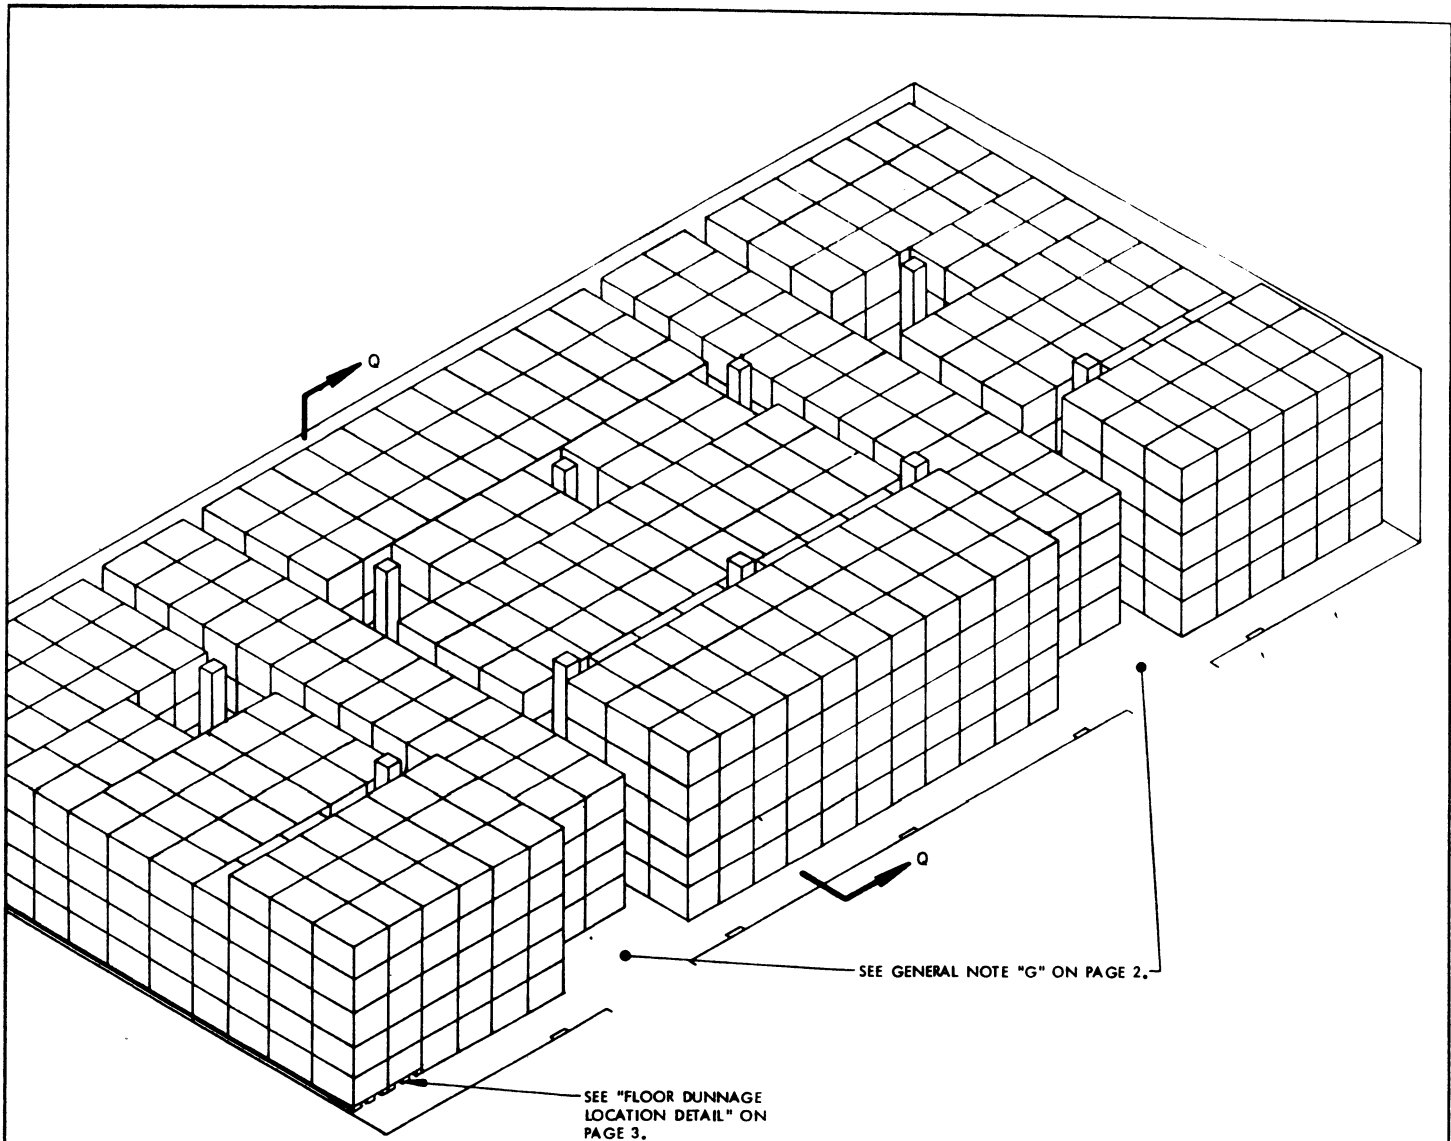 Q
Q
SEE GENERAL NOTE "G" ON PAGE 2.
SEE "FLOOR DUNNAGE
LOCATION DETAIL" ON
PAGE 3.